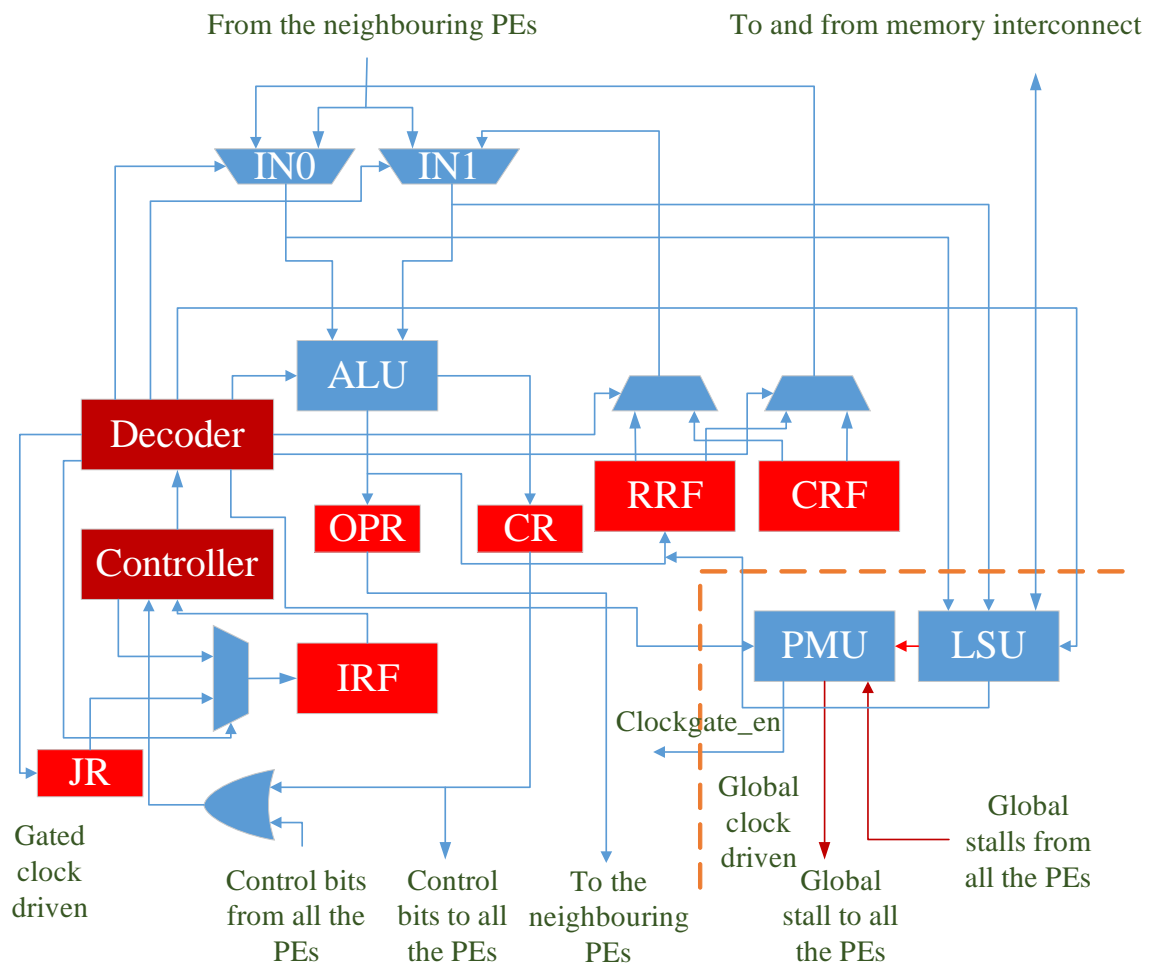 From the neighbouring PEs
To and from memory interconnect
IN0
IN1
ALU
Decoder
RRF
CRF
OPR
CR
Controller
PMU
LSU
IRF
Clockgate_en
JR
Gated
clock
driven
Global
clock
driven
Global
stalls from
all the PEs
Control bits
from all the
PEs
Control
bits to all
the PEs
To the
neighbouring
PEs
Global
stall to all
the PEs